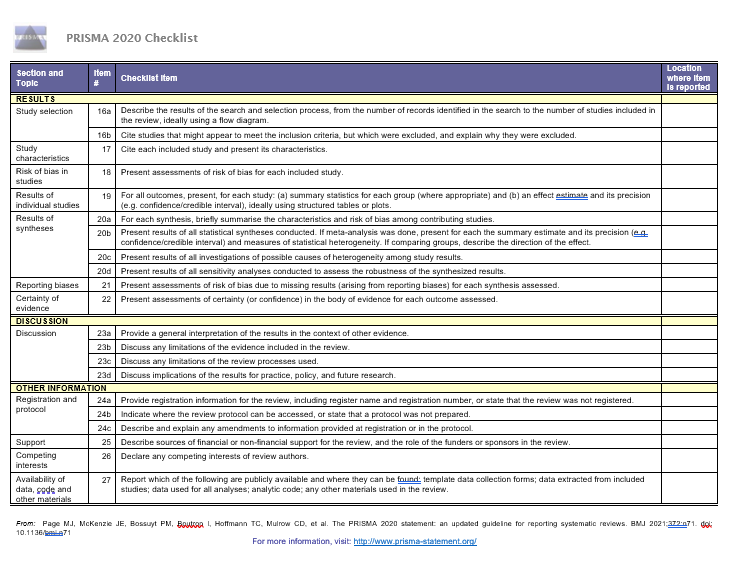 PRISMA 2020 Checklist
Section and Topic
Item #
Checklist item
Location where item is reported
RESULTS
Study selection
16a
Describe the results of the search and selection process, from the number of records identified in the search to the number of studies included in
the review, ideally using a flow diagram.
16b
Cite studies that might appear to meet the inclusion criteria, but which were excluded, and explain why they were excluded.
Study
characteristics
17
Cite each included study and present its characteristics.
Risk of bias in
studies
18
Present assessments of risk of bias for each included study.
Results of
individual studies
19
For all outcomes, present, for each study: (a) summary statistics for each group (where appropriate) and (b) an effect estimate and its precision
(e.g. confidence/credible interval), ideally using structured tables or plots.
Results of
syntheses
20a
For each synthesis, briefly summarise the characteristics and risk of bias among contributing studies.
20b
Present results of all statistical syntheses conducted. If meta-analysis was done, present for each the summary estimate and its precision (e.g.
confidence/credible interval) and measures of statistical heterogeneity. If comparing groups, describe the direction of the effect.
20c
Present results of all investigations of possible causes of heterogeneity among study results.
20d
Present results of all sensitivity analyses conducted to assess the robustness of the synthesized results.
Reporting biases
21
Present assessments of risk of bias due to missing results (arising from reporting biases) for each synthesis assessed.
Certainty of
evidence
22
Present assessments of certainty (or confidence) in the body of evidence for each outcome assessed.
DISCUSSION
Discussion
23a
Provide a general interpretation of the results in the context of other evidence.
23b
Discuss any limitations of the evidence included in the review.
23c
Discuss any limitations of the review processes used.
23d
Discuss implications of the results for practice, policy, and future research.
OTHER INFORMATION
Registration and
protocol
24a
Provide registration information for the review, including register name and registration number, or state that the review was not registered.
24b
Indicate where the review protocol can be accessed, or state that a protocol was not prepared.
24c
Describe and explain any amendments to information provided at registration or in the protocol.
Support
25
Describe sources of financial or non-financial support for the review, and the role of the funders or sponsors in the review.
Competing
interests
26
Declare any competing interests of review authors.
Availability of
data, code and
other materials
27
Report which of the following are publicly available and where they can be found: template data collection forms; data extracted from included
studies; data used for all analyses; analytic code; any other materials used in the review.
From: Page MJ, McKenzie JE, Bossuyt PM, Boutron I, Hoffmann TC, Mulrow CD, et al. The PRISMA 2020 statement: an updated guideline for reporting systematic reviews. BMJ 2021;372:n71. doi:
10.1136/bmj.n71
For more information, visit: http://www.prisma-statement.org/